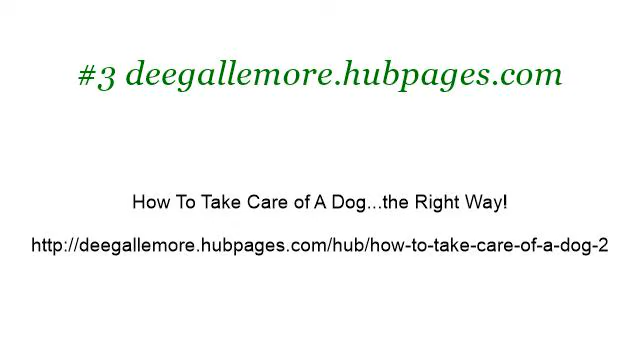 #3 deegallemore.hubpages.com
How To Take Care of A Dog...the Right Way!
http://deegallemore.hubpages.com/hub/how-to-take-care-of-a-dog-2